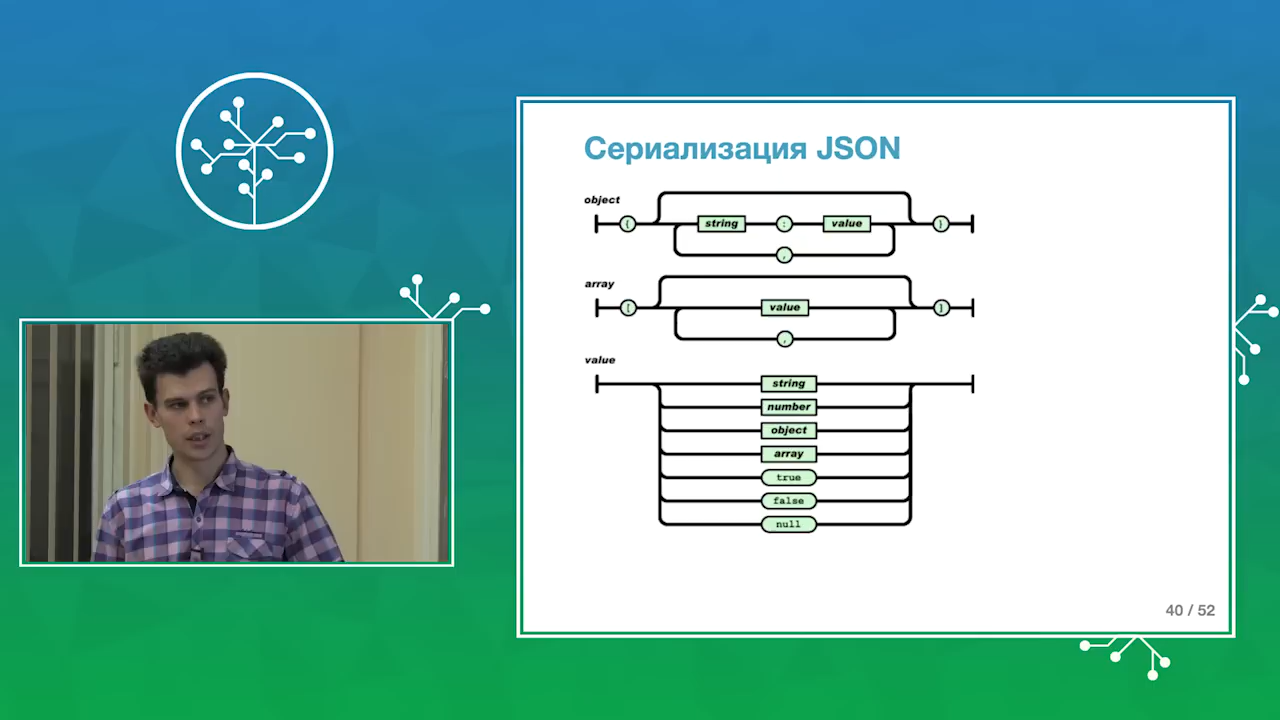 Сериализация JSON
object
{ string : value }
,
array
[ value ]
,
value
string
number
object
array
true
false
null
40 / 52